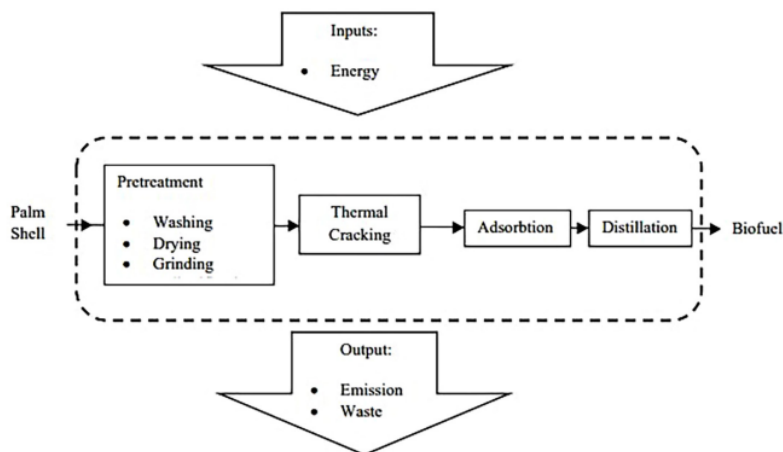 Inputs:
• Energy
Pretreatment
• Washing
• Drying
• Grinding
Palm
Shell
Thermal
Cracking
Adsorbtion
Distillation
Biofuel
Output:
• Emission
• Waste